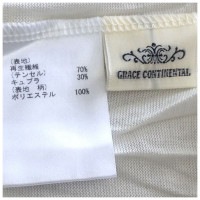 (表地)
再生繊維 70%
(テンセル)
キュプラ 30%
(表地 柄)
ポリエステル 100%
GRACE CONTINENTAL